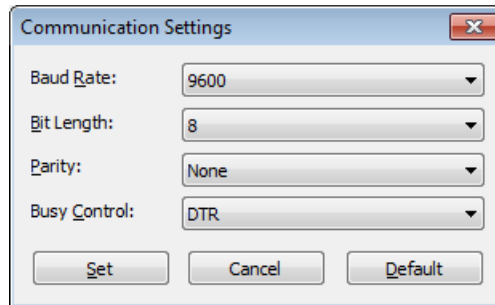 Communication Settings
Baud Rate: 9600
Bit Length: 8
Parity: None
Busy Control: DTR
Set Cancel Default